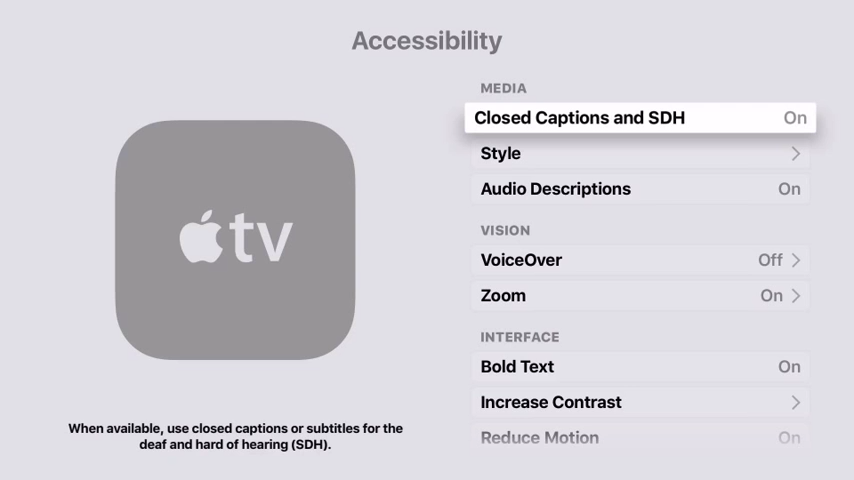 Accessibility
MEDIA
Closed Captions and SDH On
Style
Audio Descriptions On
VISION
VoiceOver Off
Zoom On
INTERFACE
Bold Text On
Increase Contrast
Reduce Motion On
tv
When available, use closed captions or subtitles for the
deaf and hard of hearing (SDH).